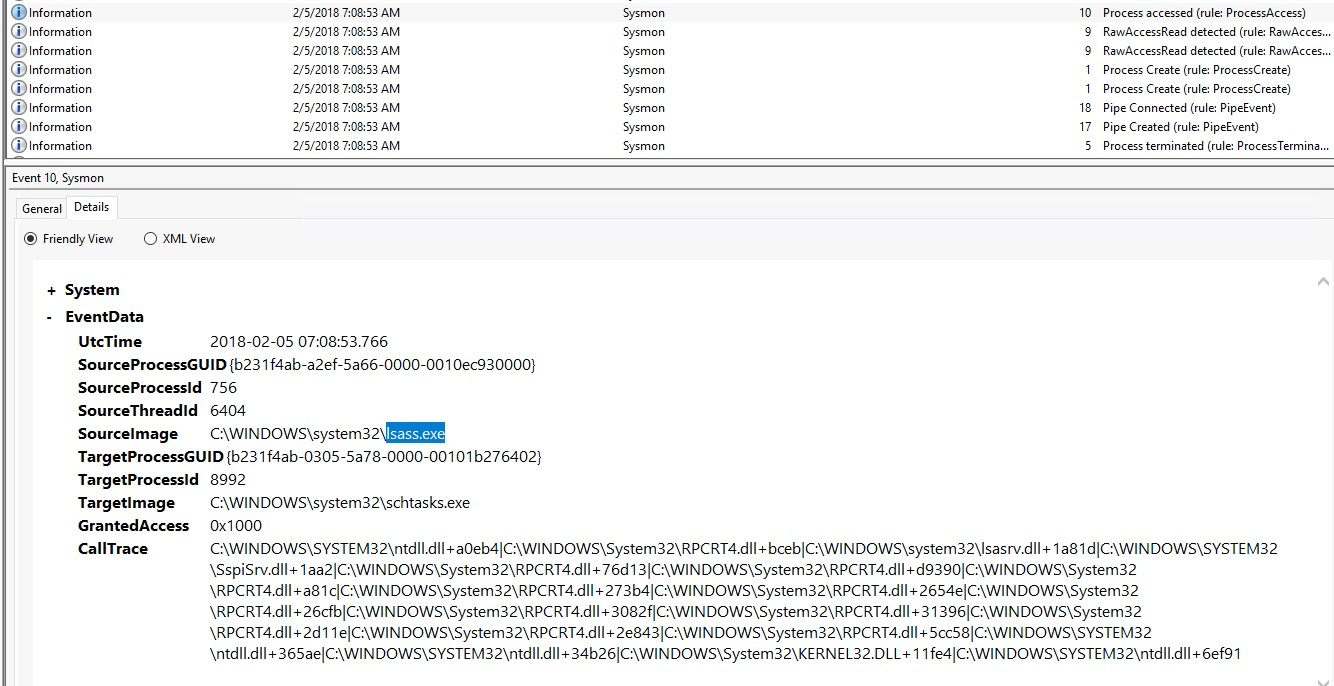 Information 2/5/2018 7:08:53 AM Sysmon 10 Process accessed (rule: ProcessAccess)
Information 2/5/2018 7:08:53 AM Sysmon 9 RawAccessRead detected (rule: RawAcces...
Information 2/5/2018 7:08:53 AM Sysmon 9 RawAccessRead detected (rule: RawAcces...
Information 2/5/2018 7:08:53 AM Sysmon 1 Process Create (rule: ProcessCreate)
Information 2/5/2018 7:08:53 AM Sysmon 1 Process Create (rule: ProcessCreate)
Information 2/5/2018 7:08:53 AM Sysmon 18 Pipe Connected (rule: PipeEvent)
Information 2/5/2018 7:08:53 AM Sysmon 17 Pipe Created (rule: PipeEvent)
Information 2/5/2018 7:08:53 AM Sysmon 5 Process terminated (rule: ProcessTermina...
Event 10, Sysmon
General Details
Friendly View XML View
+ System
- EventData
UtcTime 2018-02-05 07:08:53.766
SourceProcessGUID {b231f4ab-a2ef-5a66-0000-0010ec930000}
SourceProcessId 756
SourceThreadId 6404
SourceImage C:\WINDOWS\system32\lsass.exe
TargetProcessGUID {b231f4ab-0305-5a78-0000-00101b276402}
TargetProcessId 8992
TargetImage C:\WINDOWS\system32\schtasks.exe
GrantedAccess 0x1000
CallTrace C:\WINDOWS\SYSTEM32\ntdll.dll+a0eb4|C:\WINDOWS\System32\RPCRT4.dll+bceb|C:\WINDOWS\system32\lsasrv.dll+1a81d|C:\WINDOWS\SYSTEM32
\SspiSrv.dll+1aa2|C:\WINDOWS\System32\RPCRT4.dll+76d13|C:\WINDOWS\System32\RPCRT4.dll+d9390|C:\WINDOWS\System32
\RPCRT4.dll+a81c|C:\WINDOWS\System32\RPCRT4.dll+273b4|C:\WINDOWS\System32\RPCRT4.dll+2654e|C:\WINDOWS\System32
\RPCRT4.dll+26cfb|C:\WINDOWS\System32\RPCRT4.dll+3082f|C:\WINDOWS\System32\RPCRT4.dll+31396|C:\WINDOWS\System32
\RPCRT4.dll+2d11e|C:\WINDOWS\System32\RPCRT4.dll+2e843|C:\WINDOWS\System32\RPCRT4.dll+5cc58|C:\WINDOWS\SYSTEM32
\ntdll.dll+365ae|C:\WINDOWS\SYSTEM32\ntdll.dll+34b26|C:\WINDOWS\System32\KERNEL32.DLL+11fe4|C:\WINDOWS\SYSTEM32\ntdll.dll+6ef91